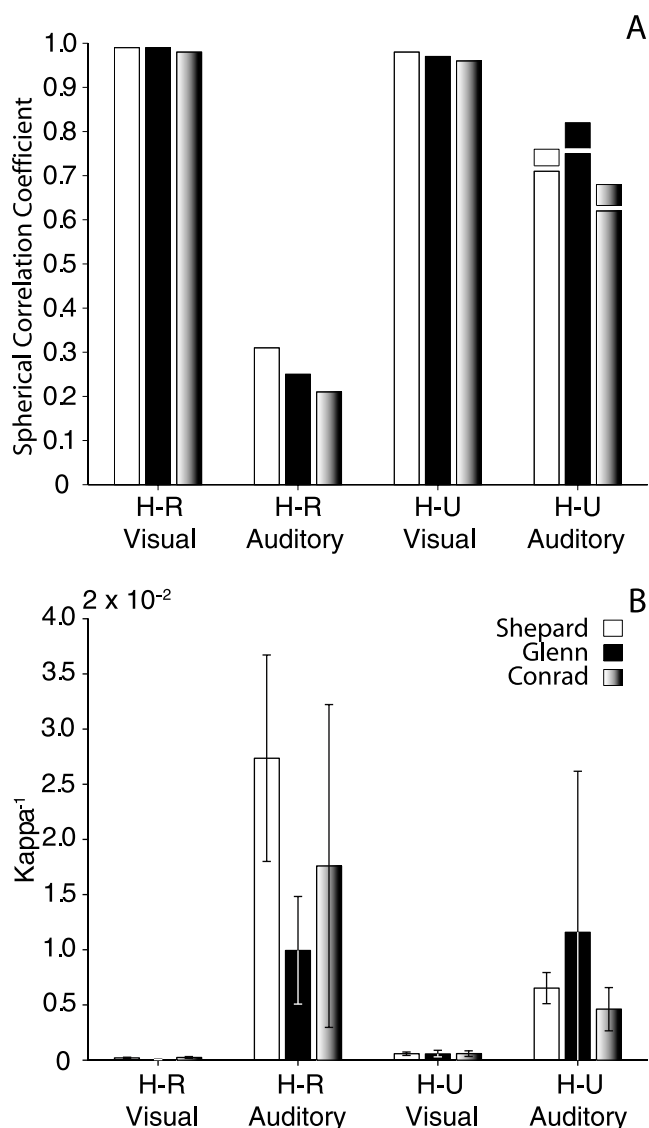 A
Spherical Correlation Coefficient
1.0
0.9
0.8
0.7
0.6
0.5
0.4
0.3
0.2
0.1
0
H-R H-R H-U H-U
Visual Auditory Visual Auditory
2 x 10⁻²
B
Kappa⁻¹
4.0
3.5
3.0
2.5
2.0
1.5
1.0
0.5
0
Shepard
Glenn
Conrad
H-R H-R H-U H-U
Visual Auditory Visual Auditory